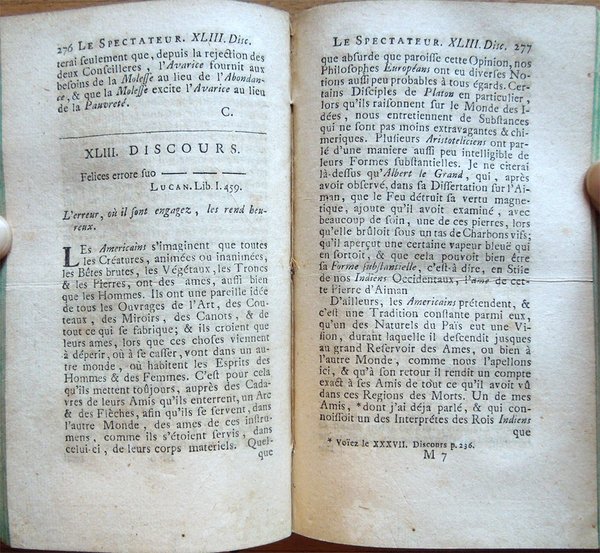 276 LE SPECTATEUR. XLIII. Disc.
terai seulement que, depuis la rejection des
deux Conseilleres, l'Avarice fournit aux
besoins de la Molesse au lieu de l'Abondan-
ce, & que la Molesse excite l'Avarice au lieu
de la Pauvreté. C.
XLIII. DISCOURS.
Felices errore suo
LUCAN. Lib. I. 459.
L'erreur, où il sont engagez, les rend heu-
reux.
LEs Americains s'imaginent que toutes
les Créatures, animées ou inanimées,
les Bêtes brutes, les Végétaux, les Troncs
& les Pierres, ont des ames, aussi bien
que les Hommes. Ils ont une pareille idée
de tous les Ouvrages de l'Art, des Cou-
teaux, des Miroirs, des Canots, & de
tout ce qui se fabrique; & ils croient que
leurs ames, lors que ces choses viennent
à déperir, ou à se casser, vont dans un au-
tre monde, où habitent les Esprits des
Hommes & des Femmes. C'est pour cela
qu'ils mettent toûjours, auprès des Cada-
vres de leurs Amis qu'ils enterrent, un Arc
& des Flèches, afin qu'ils se servent, dans
l'autre Monde, des ames de ces instru-
mens, comme ils s'étoient servis, dans
celui-ci, de leurs corps materiels. Quel-
que
LE SPECTATEUR. XLIII. Disc. 277
que absurde que paroisse cette Opinion, nos
Philosophes Européans ont eu diverses No-
tions aussi peu probables à tous égards. Cer-
tains Disciples de Platon en particulier,
lors qu'ils raisonnent sur le Monde des I-
dées, nous entretiennent de Substances
qui ne sont pas moins extravagantes & chi-
meriques. Plusieurs Aristoteliciens ont par-
lé d'une maniere aussi peu intelligible de
leurs Formes substantielles. Je ne citerai
là-dessus qu'Albert le Grand, qui, après
avoir observé, dans sa Dissertation sur l'Ai-
man, que le Feu détruit sa vertu magne-
tique, ajoute qu'il avoit examiné, avec
beaucoup de soin, une de ces pierres, lors
qu'elle brûloit sous un tas de Charbons vifs;
qu'il aperçut une certaine vapeur bleuë qui
en sortoit, & que cela pouvoit bien être
sa Forme substantielle, c'est-à dire, en Stile
de nos Indiens Occidentaux, l'ame de cet-
te Pierre d'Aiman
D'ailleurs, les Americains prétendent, &
c'est une Tradition constante parmi eux,
qu'un des Naturels du Païs eut une Vi-
sion, durant laquelle il descendit jusques
au grand Reservoir des Ames, ou bien à
l'autre Monde, comme nous l'apellons
ici, & qu'à son retour il rendit un compte
exact à ses Amis de tout ce qu'il avoit vû
dans ces Regions des Morts. Un de mes
Amis, * dont j'ai déja parlé, & qui con-
noissoit un des Interprétes des Rois Indiens
que
* Voïez le XXXVII. Discours p. 236.
M 7